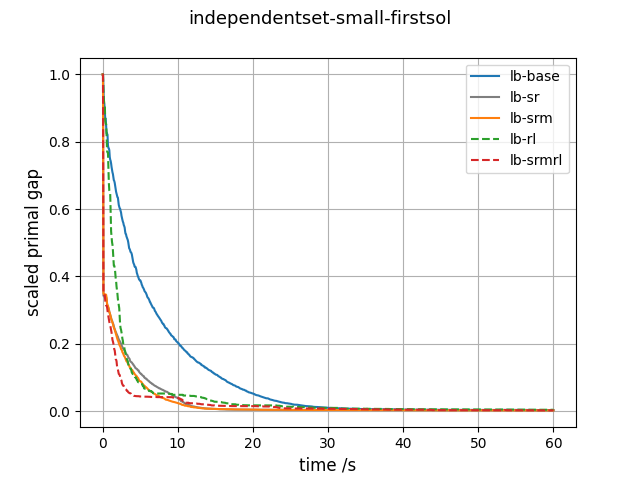 independentset-small-firstsol
scaled primal gap
1.0
0.8
0.6
0.4
0.2
0.0
lb-base
lb-sr
lb-srm
lb-rl
lb-srmrl
0 10 20 30 40 50 60
time /s